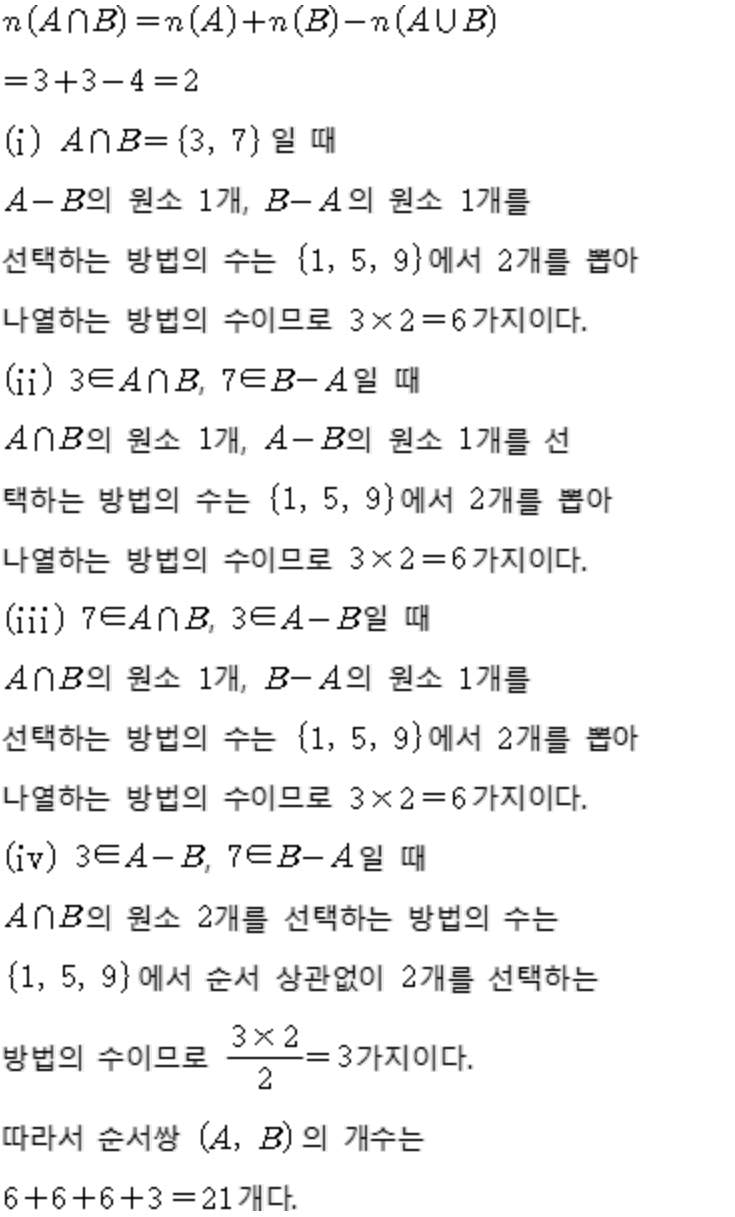 n(A∩B)=n(A)+n(B)−n(A∪B)
=3+3−4=2
(i) A∩B={3, 7}일 때
A−B의 원소 1개, B−A의 원소 1개를
선택하는 방법의 수는 {1, 5, 9}에서 2개를 뽑아
나열하는 방법의 수이므로 3×2=6가지이다.
(ii) 3∈A∩B, 7∈B−A일 때
A∩B의 원소 1개, A−B의 원소 1개를 선
택하는 방법의 수는 {1, 5, 9}에서 2개를 뽑아
나열하는 방법의 수이므로 3×2=6가지이다.
(iii) 7∈A∩B, 3∈A−B일 때
A∩B의 원소 1개, B−A의 원소 1개를
선택하는 방법의 수는 {1, 5, 9}에서 2개를 뽑아
나열하는 방법의 수이므로 3×2=6가지이다.
(iv) 3∈A−B, 7∈B−A일 때
A∩B의 원소 2개를 선택하는 방법의 수는
{1, 5, 9}에서 순서 상관없이 2개를 선택하는
방법의 수이므로 (3×2)/2=3가지이다.
따라서 순서쌍 (A, B)의 개수는
6+6+6+3=21개다.